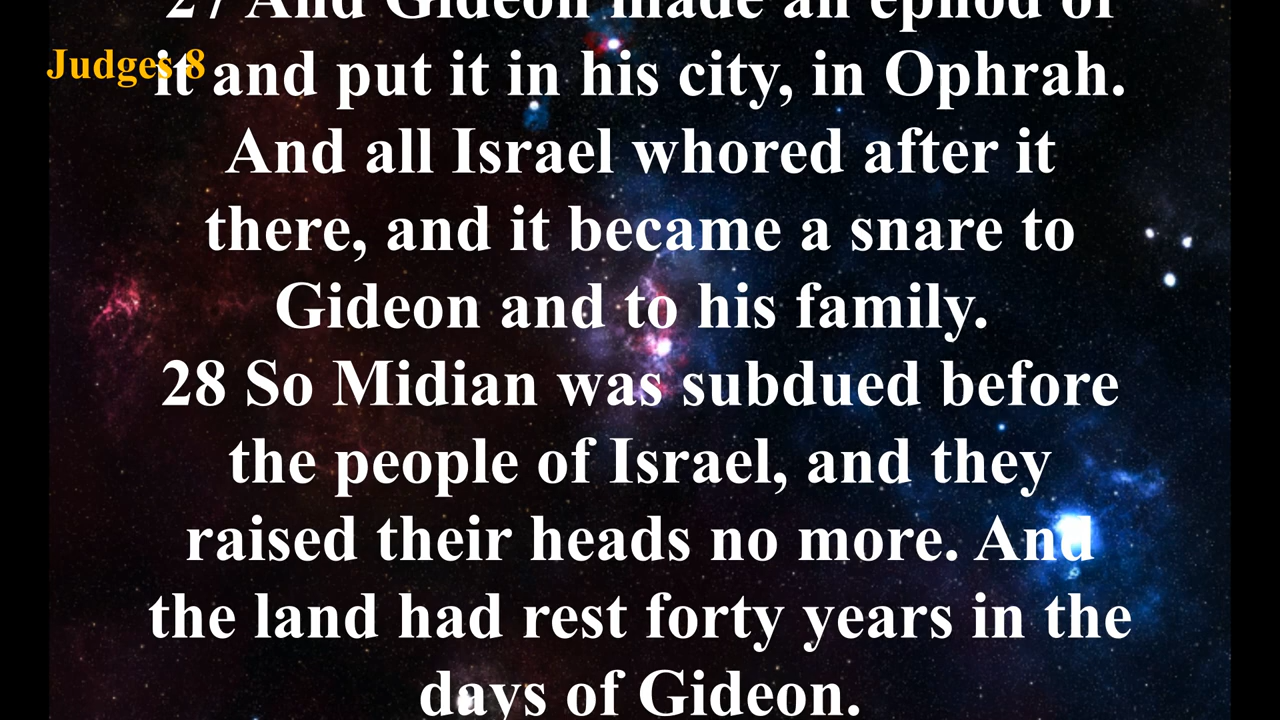 27 And Gideon made an ephod of
Judges 8
it and put it in his city, in Ophrah.
And all Israel whored after it
there, and it became a snare to
Gideon and to his family.
28 So Midian was subdued before
the people of Israel, and they
raised their heads no more. And
the land had rest forty years in the
days of Gideon.